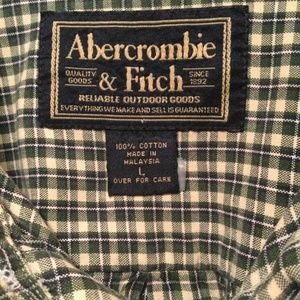 Abercrombie
QUALITY GOODS & Fitch SINCE 1892
RELIABLE OUTDOOR GOODS
EVERYTHING WE MAKE AND SELL IS GUARANTEED
100% COTTON
MADE IN
MALAYSIA
L
OVER FOR CARE